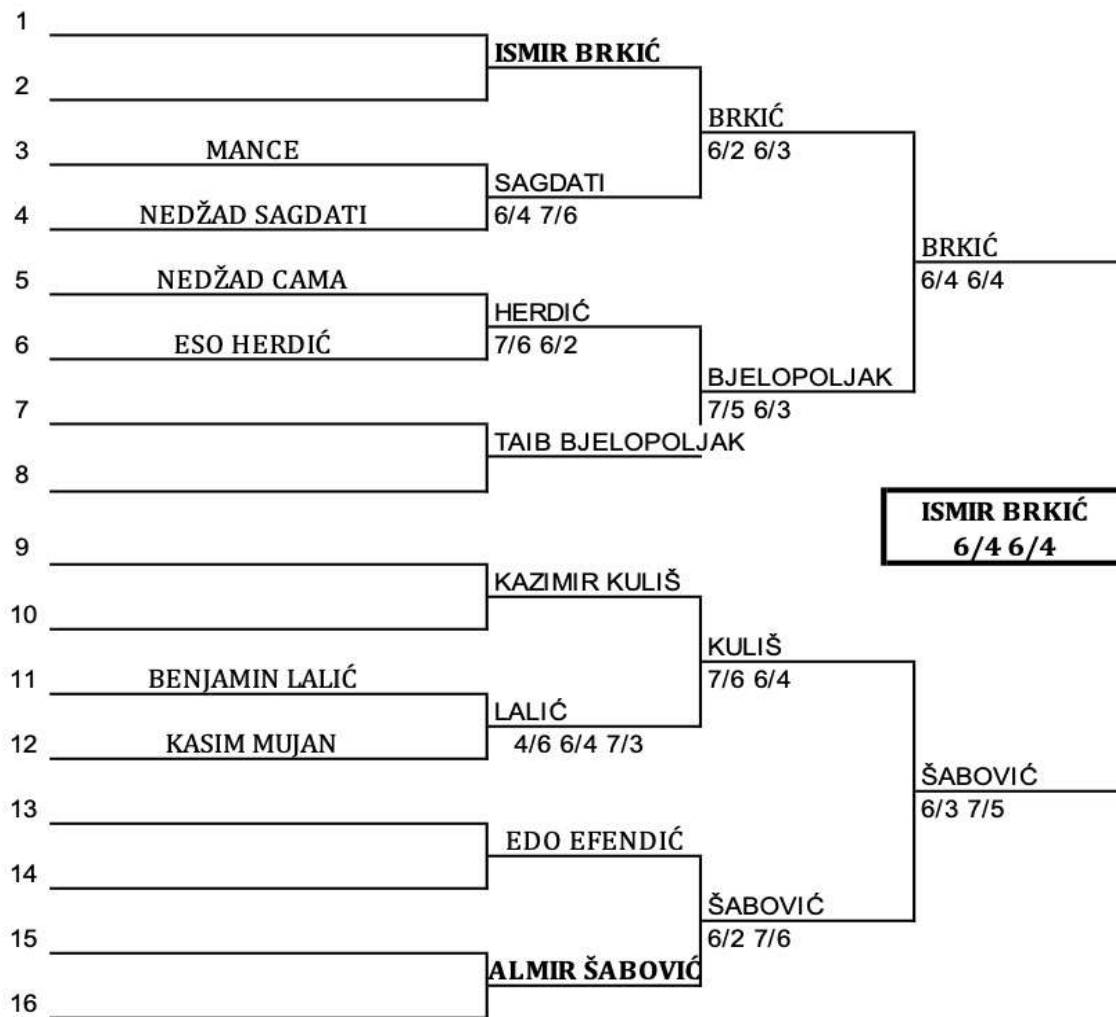 1
ISMIR BRKIĆ
2
BRKIĆ
6/2 6/3
3 MANCE
SAGDATI
4 NEDŽAD SAGDATI
6/4 7/6
BRKIĆ
6/4 6/4
5 NEDŽAD CAMA
HERDIĆ
6 ESO HERDIĆ
7/6 6/2
BJELOPOLJAK
7/5 6/3
7
TAIB BJELOPOLJAK
8
ISMIR BRKIĆ
6/4 6/4
9
KAZIMIR KULIŠ
10
KULIŠ
7/6 6/4
11 BENJAMIN LALIĆ
LALIĆ
12 KASIM MUJAN
4/6 6/4 7/3
ŠABOVIĆ
6/3 7/5
13
EDO EFENDIĆ
14
ŠABOVIĆ
6/2 7/6
15
ALMIR ŠABOVIĆ
16